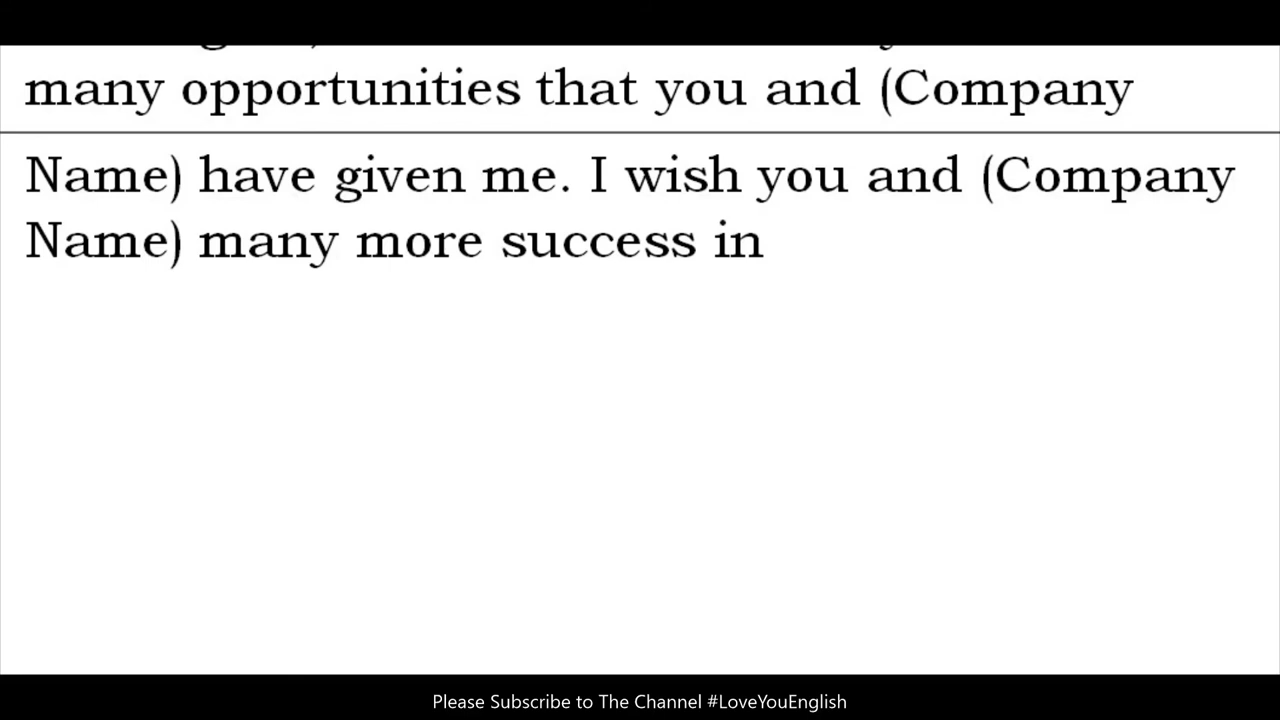 many opportunities that you and (Company
Name) have given me. I wish you and (Company
Name) many more success in
Please Subscribe to The Channel #LoveYouEnglish